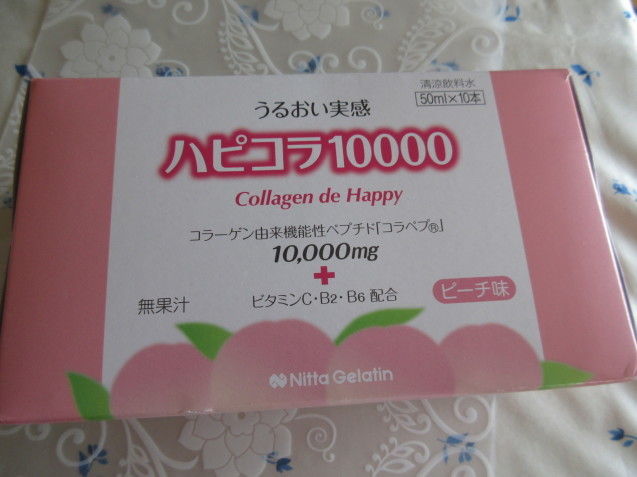 清涼飲料水
50ml×10本
うるおい実感
ハピコラ10000
Collagen de Happy
コラーゲン由来機能性ペプチド「コラペプ㊑」
10,000mg
+
ビタミンC・B2・B6 配合
無果汁
ピーチ味
Nitta Gelatin